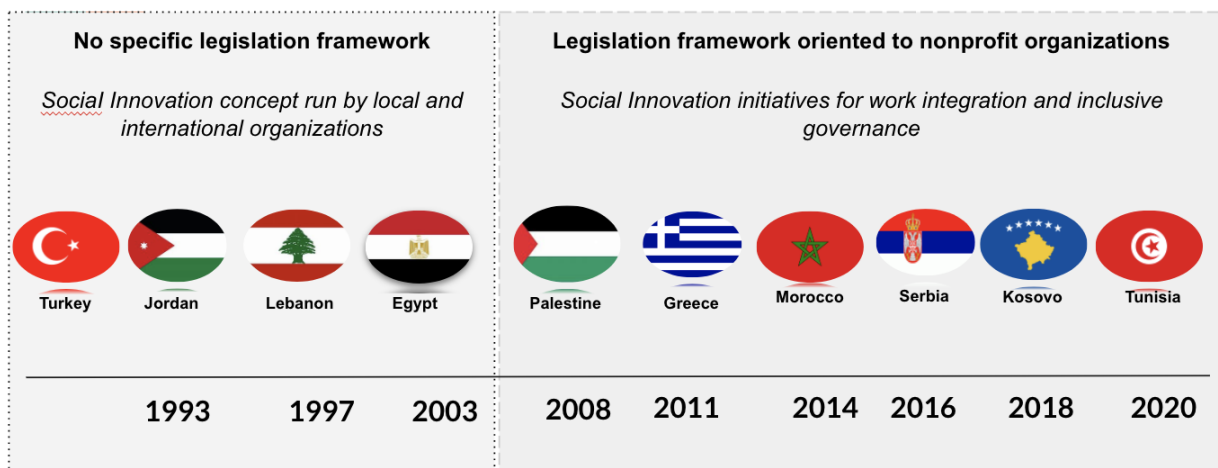 No specific legislation framework
Social Innovation concept run by local and
international organizations
Legislation framework oriented to nonprofit organizations
Social Innovation initiatives for work integration and inclusive
governance
Turkey
Jordan
Lebanon
Egypt
Palestine
Greece
Morocco
Serbia
Kosovo
Tunisia
1993
1997
2003
2008
2011
2014
2016
2018
2020